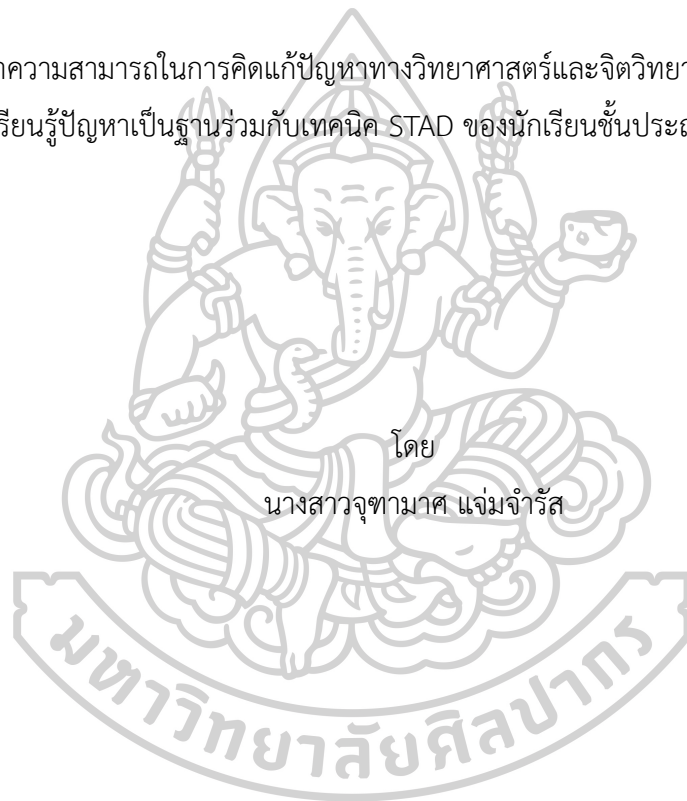 าความสามารถในการคิดแก้ปัญหาทางวิทยาศาสตร์และจิตวิทยา
รียนรู้ปัญหาเป็นฐานร่วมกับเทคนิค STAD ของนักเรียนชั้นประถ
โดย
นางสาวจุฑามาศ แจ่มจำรัส
มหาวิทยาลัยศิลปากร